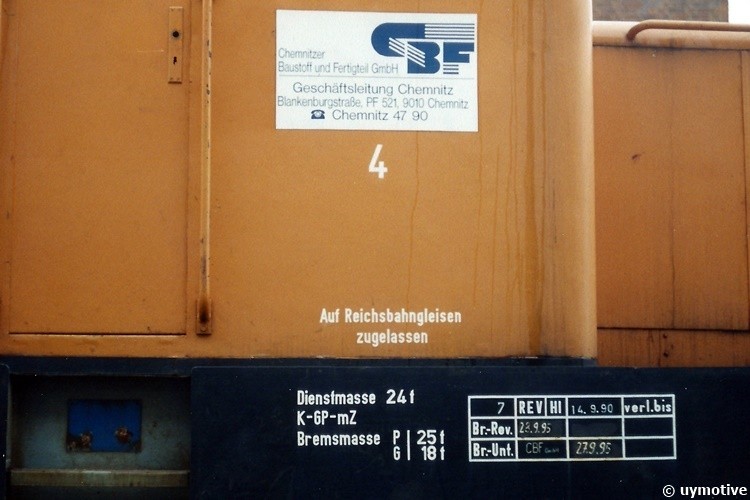 Chemnitzer
Baustoff und Fertigteil GmbH
CBF
Geschäftsleitung Chemnitz
Blankenburgstraße, PF 521, 9010 Chemnitz
☎ Chemnitz 47 90
4
Auf Reichsbahngleisen
zugelassen
Dienstmasse 24t
K-GP-mZ
Bremsmasse P 25t
G 18t
7 REV HI 14.9.90 verl.bis
Br.-Rev. 28.9.95
Br.-Unt. CBF GmbH 27.9.95
© uymotive